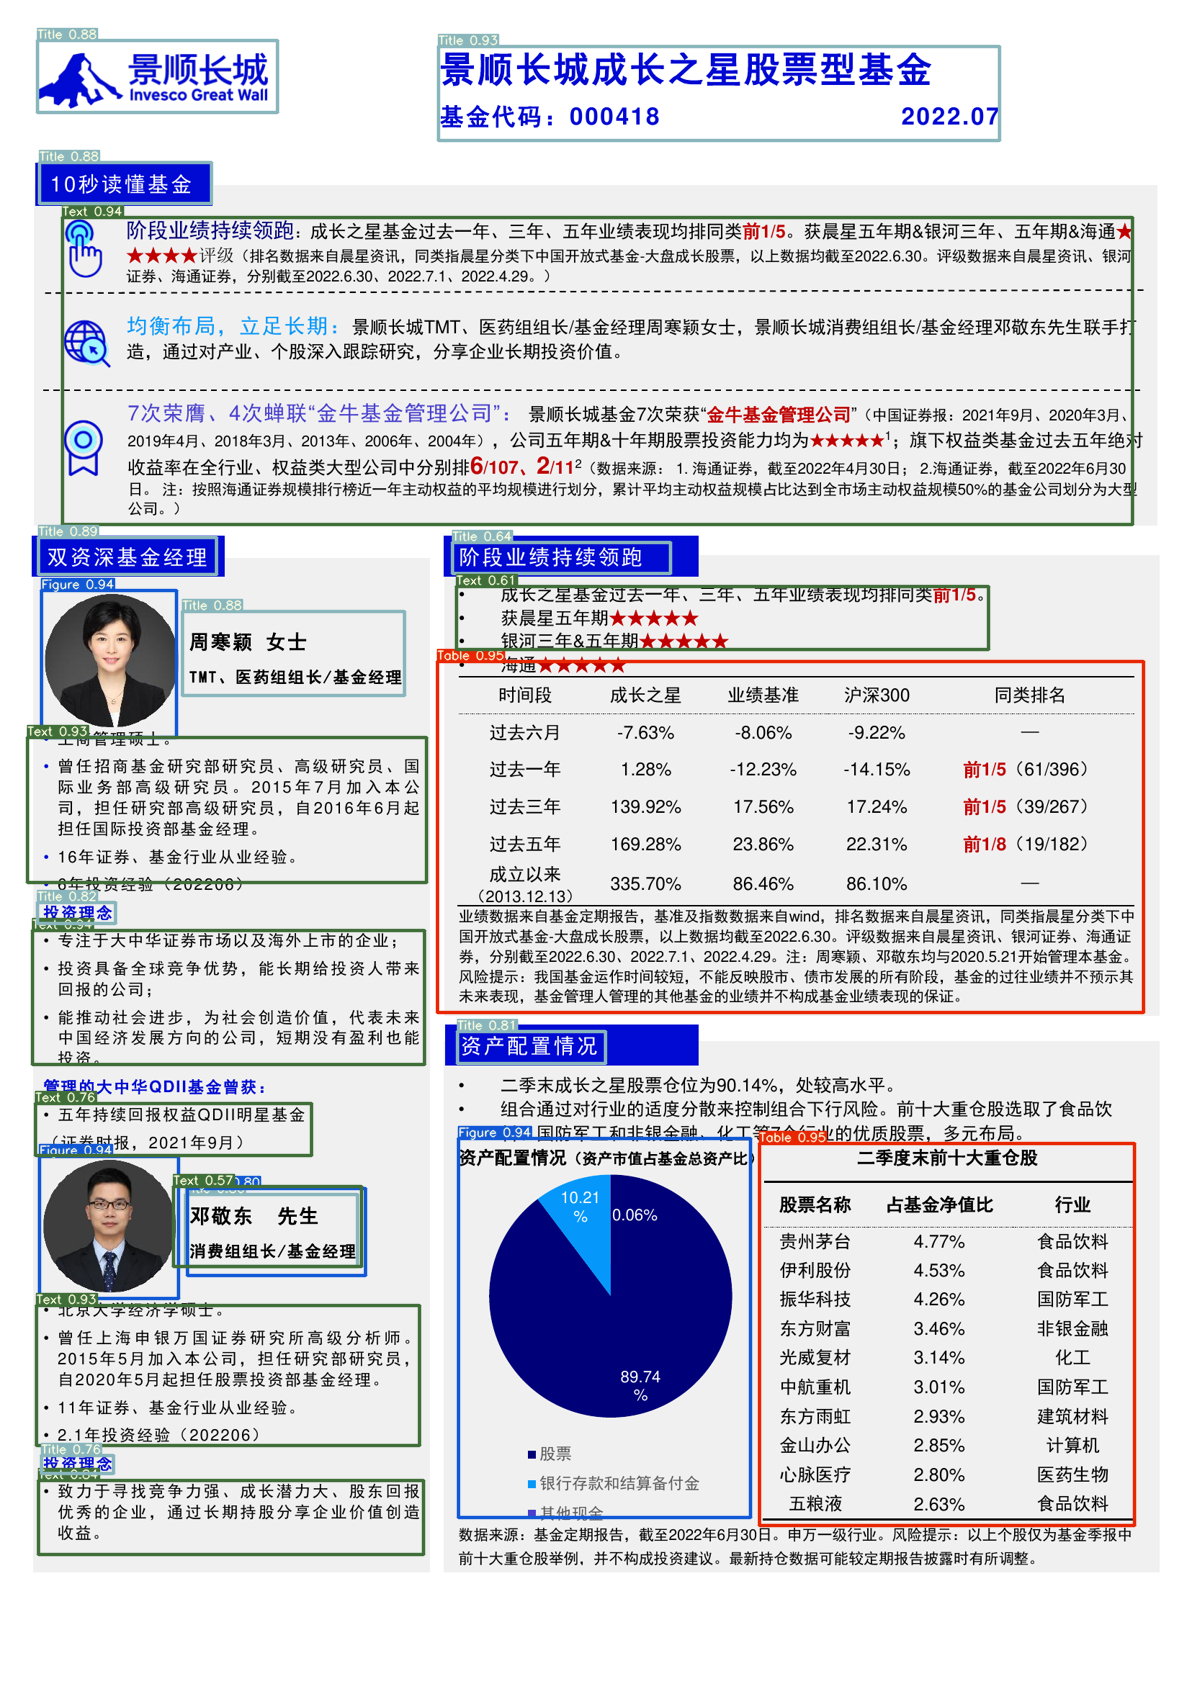 Title 0.88
景顺长城
Invesco Great Wall
Title 0.93
景顺长城成长之星股票型基金
基金代码：000418 2022.07
Title 0.88
10秒读懂基金
Text 0.94
阶段业绩持续领跑：成长之星基金过去一年、三年、五年业绩表现均排同类前1/5。获晨星五年期&银河三年、五年期&海通★
★★★★评级（排名数据来自晨星资讯，同类指晨星分类下中国开放式基金-大盘成长股票，以上数据均截至2022.6.30。评级数据来自晨星资讯、银河
证券、海通证券，分别截至2022.6.30、2022.7.1、2022.4.29。）
均衡布局，立足长期：景顺长城TMT、医药组组长/基金经理周寒颖女士，景顺长城消费组组长/基金经理邓敬东先生联手打
造，通过对产业、个股深入跟踪研究，分享企业长期投资价值。
7次荣膺、4次蝉联“金牛基金管理公司”： 景顺长城基金7次荣获“金牛基金管理公司”（中国证券报：2021年9月、2020年3月、
2019年4月、2018年3月、2013年、2006年、2004年），公司五年期&十年期股票投资能力均为★★★★★1；旗下权益类基金过去五年绝对
收益率在全行业、权益类大型公司中分别排6/107、2/112（数据来源： 1. 海通证券，截至2022年4月30日； 2.海通证券，截至2022年6月30
日。 注：按照海通证券规模排行榜近一年主动权益的平均规模进行划分，累计平均主动权益规模占比达到全市场主动权益规模50%的基金公司划分为大型
公司。）
Title 0.89
双资深基金经理
Figure 0.94
Title 0.88
周寒颖 女士
TMT、医药组组长/基金经理
Text 0.93
• 工商管理硕士。
• 曾任招商基金研究部研究员、高级研究员、国
际业务部高级研究员。2015年7月加入本公
司，担任研究部高级研究员，自2016年6月起
担任国际投资部基金经理。
• 16年证券、基金行业从业经验。
• 6年投资经验（202206）
Title 0.82
投资理念
Text 0.94
• 专注于大中华证券市场以及海外上市的企业；
• 投资具备全球竞争优势，能长期给投资人带来
回报的公司；
• 能推动社会进步，为社会创造价值，代表未来
中国经济发展方向的公司，短期没有盈利也能
投资。
管理的大中华QDII基金曾获：
Text 0.76
• 五年持续回报权益QDII明星基金
（证券时报，2021年9月）
Figure 0.94
Text 0.57
0.80
邓敬东 先生
消费组组长/基金经理
Text 0.93
• 北京大学经济学硕士。
• 曾任上海申银万国证券研究所高级分析师。
2015年5月加入本公司，担任研究部研究员，
自2020年5月起担任股票投资部基金经理。
• 11年证券、基金行业从业经验。
• 2.1年投资经验（202206）
Title 0.76
投资理念
• 致力于寻找竞争力强、成长潜力大、股东回报
优秀的企业，通过长期持股分享企业价值创造
收益。
Title 0.64
阶段业绩持续领跑
Text 0.61
• 成长之星基金过去一年、三年、五年业绩表现均排同类前1/5。
• 获晨星五年期★★★★★
• 银河三年&五年期★★★★★
Table 0.95
• 海通★★★★★
时间段 成长之星 业绩基准 沪深300 同类排名
过去六月 -7.63% -8.06% -9.22% —
过去一年 1.28% -12.23% -14.15% 前1/5（61/396）
过去三年 139.92% 17.56% 17.24% 前1/5（39/267）
过去五年 169.28% 23.86% 22.31% 前1/8（19/182）
成立以来
（2013.12.13） 335.70% 86.46% 86.10% —
业绩数据来自基金定期报告，基准及指数数据来自wind，排名数据来自晨星资讯，同类指晨星分类下中
国开放式基金-大盘成长股票，以上数据均截至2022.6.30。评级数据来自晨星资讯、银河证券、海通证
券，分别截至2022.6.30、2022.7.1、2022.4.29。注：周寒颖、邓敬东均与2020.5.21开始管理本基金。
风险提示：我国基金运作时间较短，不能反映股市、债市发展的所有阶段，基金的过往业绩并不预示其
未来表现，基金管理人管理的其他基金的业绩并不构成基金业绩表现的保证。
Title 0.81
资产配置情况
• 二季末成长之星股票仓位为90.14%，处较高水平。
• 组合通过对行业的适度分散来控制组合下行风险。前十大重仓股选取了食品饮
国防军工和非银金融、化工等7个行业的优质股票，多元布局。
Figure 0.94
资产配置情况（资产市值占基金总资产比）
10.21
%
0.06%
89.74
%
股票
银行存款和结算备付金
其他现金
Table 0.95
二季度末前十大重仓股
股票名称 占基金净值比 行业
贵州茅台 4.77% 食品饮料
伊利股份 4.53% 食品饮料
振华科技 4.26% 国防军工
东方财富 3.46% 非银金融
光威复材 3.14% 化工
中航重机 3.01% 国防军工
东方雨虹 2.93% 建筑材料
金山办公 2.85% 计算机
心脉医疗 2.80% 医药生物
五粮液 2.63% 食品饮料
数据来源：基金定期报告，截至2022年6月30日。申万一级行业。风险提示：以上个股仅为基金季报中
前十大重仓股举例，并不构成投资建议。最新持仓数据可能较定期报告披露时有所调整。